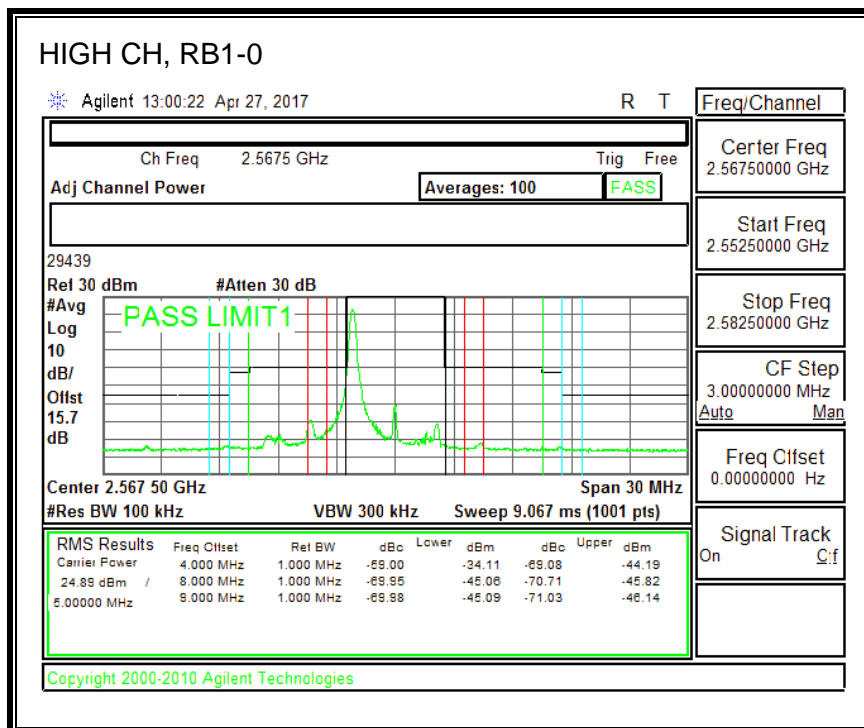 HIGH CH, RB1-0
Agilent 13:00:22 Apr 27, 2017 R T
Freq/Channel
Ch Freq 2.5675 GHz Trig Free
Adj Channel Power Averages: 100 PASS
Center Freq
2.56750000 GHz
Start Freq
2.55250000 GHz
29439
Ref 30 dBm #Atten 30 dB
#Avg
Log
10
dB/
Offst
15.7
dB
PASS LIMIT1
Stop Freq
2.58250000 GHz
CF Step
3.00000000 MHz
Auto Man
Freq Offset
0.00000000 Hz
Center 2.567 50 GHz Span 30 MHz
#Res BW 100 kHz VBW 300 kHz Sweep 9.067 ms (1001 pts)
Signal Track
On Off
RMS Results Freq Offset Ref BW dBc Lower dBm dBc Upper dBm
Carrier Power 4.000 MHz 1.000 MHz -59.00 -34.11 -69.08 -44.19
24.89 dBm / 8.000 MHz 1.000 MHz -69.95 -45.06 -70.71 -45.82
5.00000 MHz 9.000 MHz 1.000 MHz -69.98 -45.09 -71.03 -46.14
Copyright 2000-2010 Agilent Technologies